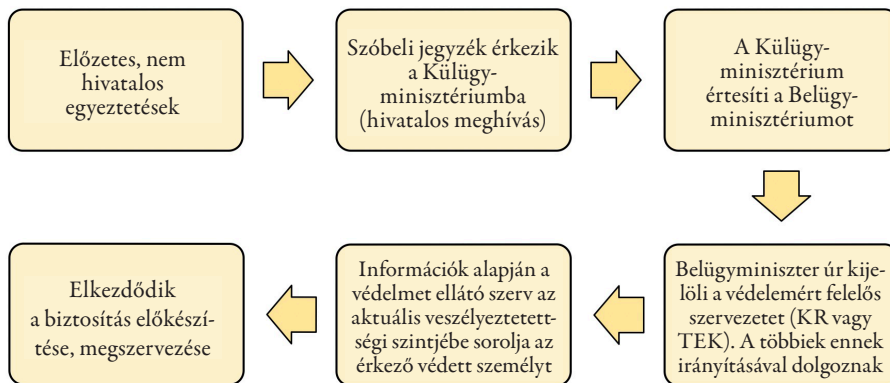 Előzetes, nem
hivatalos
egyeztetések
Szóbeli jegyzék érkezik
a Külügy-
minisztériumba
(hivatalos meghívás)
A Külügy-
minisztérium
értesíti a Belügy-
minisztériumot
Belügyminiszter úr kije-
löli a védelemért felelős
szervezetet (KR vagy
TEK). A többiek ennek
irányításával dolgoznak
Információk alapján a
védelmet ellátó szerv az
aktuális veszélyeztetett-
ségi szintjébe sorolja az
érkező védett személyt
Elkezdődik
a biztosítás előkészí-
tése, megszervezése